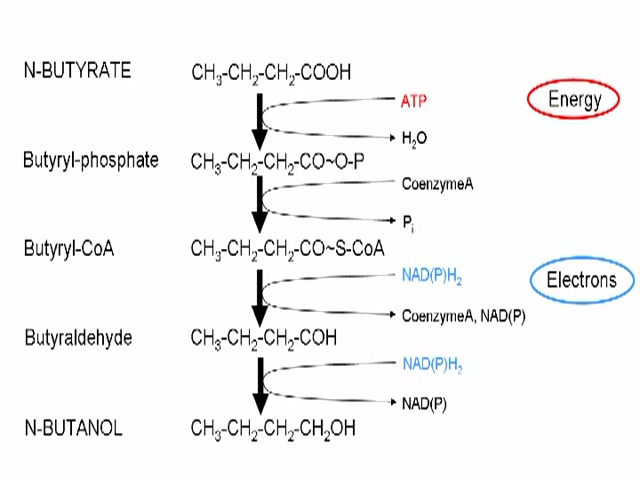 N-BUTYRATE CH3-CH2-CH2-COOH
ATP Energy
H2O
Butyryl-phosphate CH3-CH2-CH2-CO~O-P
CoenzymeA
Pi
Butyryl-CoA CH3-CH2-CH2-CO~S-CoA
NAD(P)H2 Electrons
CoenzymeA, NAD(P)
Butyraldehyde CH3-CH2-CH2-COH
NAD(P)H2
NAD(P)
N-BUTANOL CH3-CH2-CH2-CH2OH